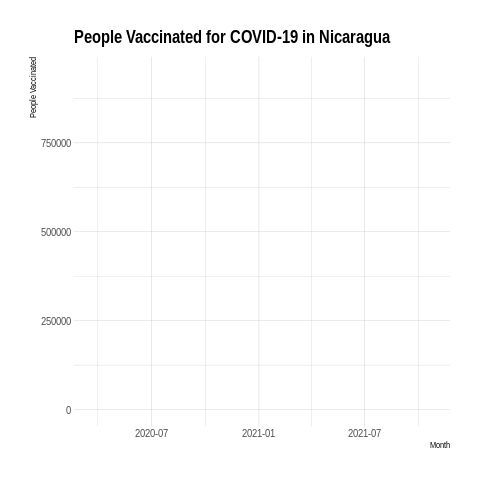 People Vaccinated for COVID-19 in Nicaragua
People Vaccinated
750000
500000
250000
0
2020-07
2021-01
2021-07
Month